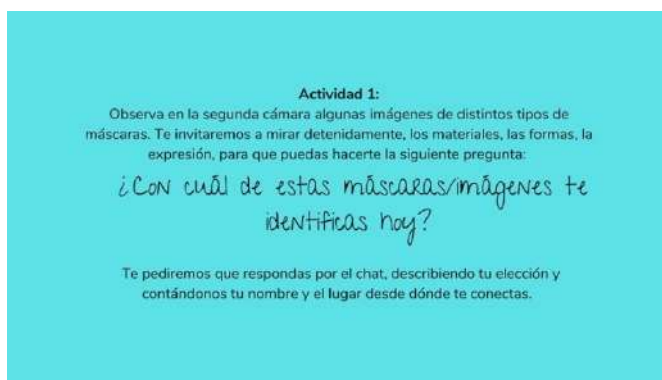 Actividad 1:
Observa en la segunda cámara algunas imágenes de distintos tipos de
máscaras. Te invitaremos a mirar detenidamente, los materiales, las formas, la
expresión, para que puedas hacerte la siguiente pregunta:
¿Con cuál de estas máscaras/imágenes te
identificas hoy?
Te pediremos que respondas por el chat, describiendo tu elección y
contándonos tu nombre y el lugar desde dónde te conectas.